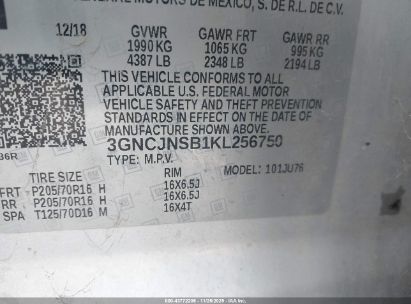 MOTORS DE MEXICO, S. DE R.L. DE C.V.
12/18 GVWR GAWR FRT GAWR RR
1990 KG 1065 KG 995 KG
4387 LB 2348 LB 2194 LB
THIS VEHICLE CONFORMS TO ALL
APPLICABLE U.S. FEDERAL MOTOR
VEHICLE SAFETY AND THEFT PREVENTION
STANDARDS IN EFFECT ON THE DATE OF
MANUFACTURE SHOWN ABOVE.
3GNCJNSB1KL256750
TYPE: M.P.V. MODEL: 101JU76
TIRE SIZE RIM
FRT P205/70R16 H 16X6.5J
RR P205/70R16 H 16X6.5J
SPA T125/70D16 M 16X4T